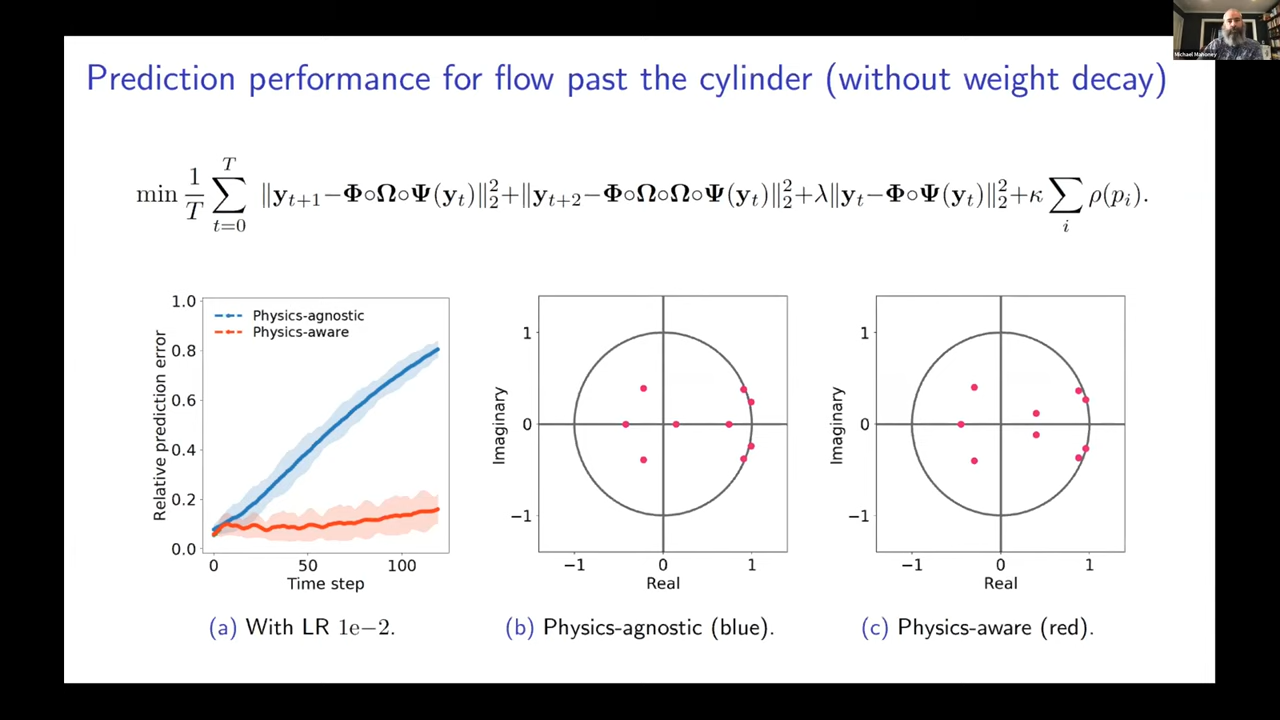 Michael Mahoney
Prediction performance for flow past the cylinder (without weight decay)
min 1/T ∑_{t=0}^{T} ‖y_{t+1}−Φ∘Ω∘Ψ(y_t)‖₂²+‖y_{t+2}−Φ∘Ω∘Ω∘Ψ(y_t)‖₂²+λ‖y_t−Φ∘Ψ(y_t)‖₂²+κ∑_i ρ(p_i).
Relative prediction error
1.0
0.8
0.6
0.4
0.2
0.0
Physics-agnostic
Physics-aware
0 50 100
Time step
(a) With LR 1e−2.
Imaginary
1
0
−1
−1 0 1
Real
(b) Physics-agnostic (blue).
Imaginary
1
0
−1
−1 0 1
Real
(c) Physics-aware (red).